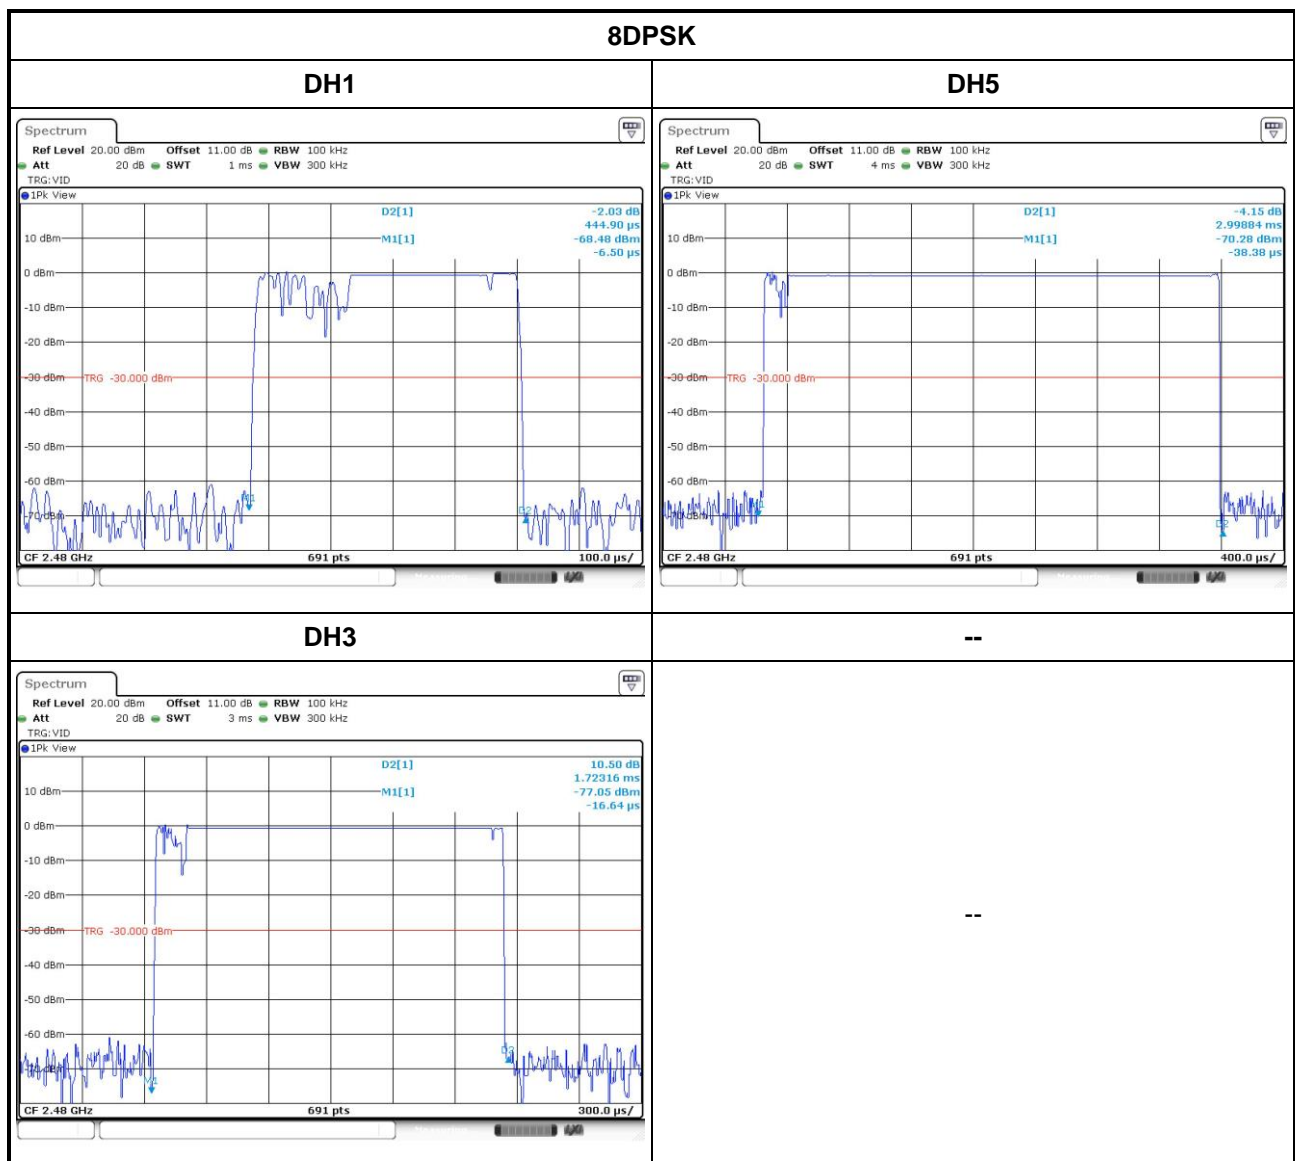 8DPSK
DH1
DH5
Spectrum
Ref Level 20.00 dBm Offset 11.00 dB RBW 100 kHz
Att 20 dB SWT 1 ms VBW 300 kHz
TRG:VID
1Pk View
D2[1] -2.03 dB
444.90 µs
10 dBm
M1[1] -68.48 dBm
-6.50 µs
0 dBm
-10 dBm
-20 dBm
-30 dBm TRG -30.000 dBm
-40 dBm
-50 dBm
-60 dBm
M1
D2
-70 dBm
CF 2.48 GHz 691 pts 100.0 µs/
Spectrum
Ref Level 20.00 dBm Offset 11.00 dB RBW 100 kHz
Att 20 dB SWT 4 ms VBW 300 kHz
TRG:VID
1Pk View
D2[1] -4.15 dB
2.99884 ms
10 dBm
M1[1] -70.28 dBm
-38.38 µs
0 dBm
-10 dBm
-20 dBm
-30 dBm TRG -30.000 dBm
-40 dBm
-50 dBm
-60 dBm
-70 dBm
D2
CF 2.48 GHz 691 pts 400.0 µs/
DH3
--
Spectrum
Ref Level 20.00 dBm Offset 11.00 dB RBW 100 kHz
Att 20 dB SWT 3 ms VBW 300 kHz
TRG:VID
1Pk View
D2[1] 10.50 dB
1.72316 ms
10 dBm
M1[1] -77.05 dBm
-16.64 µs
0 dBm
-10 dBm
-20 dBm
-30 dBm TRG -30.000 dBm
-40 dBm
-50 dBm
-60 dBm
D2
-70 dBm
M1
CF 2.48 GHz 691 pts 300.0 µs/
--